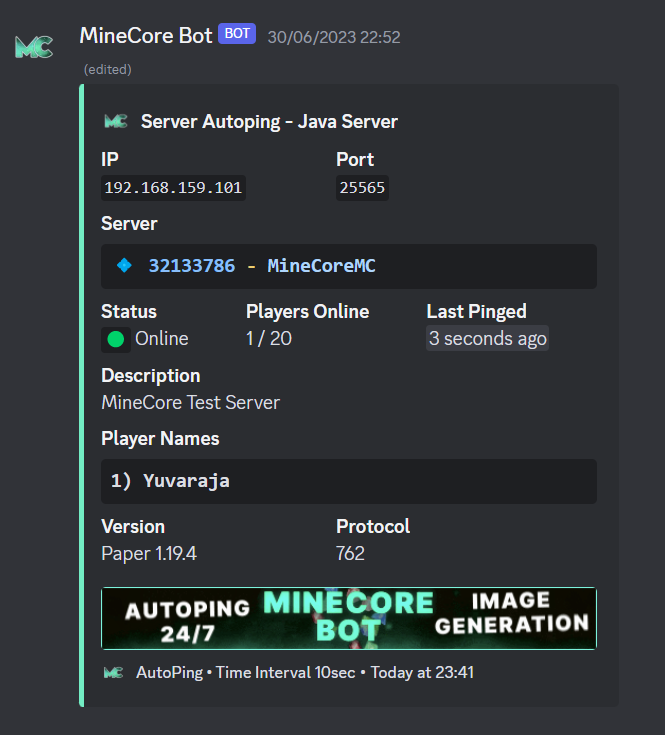 MC
MineCore Bot BOT 30/06/2023 22:52
(edited)
MC Server Autoping - Java Server
IP Port
192.168.159.101 25565
Server
32133786 - MineCoreMC
Status Players Online Last Pinged
Online 1 / 20 3 seconds ago
Description
MineCore Test Server
Player Names
1) Yuvaraja
Version Protocol
Paper 1.19.4 762
AUTOPING 24/7
MINECORE BOT
IMAGE GENERATION
MC AutoPing • Time Interval 10sec • Today at 23:41